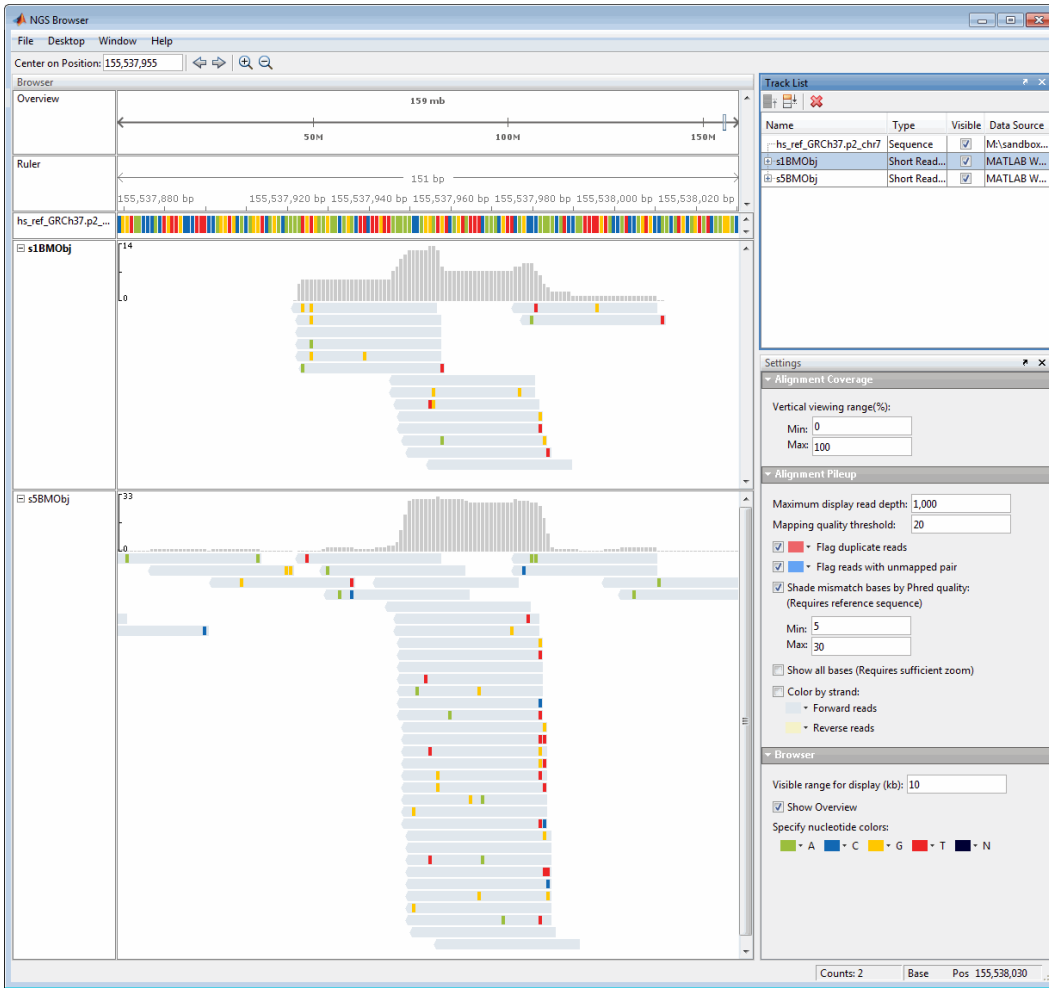 NGS Browser
File Desktop Window Help
Center on Position: 155,537,955
Browser
Overview
159 mb
50M 100M 150M
Ruler
151 bp
155,537,880 bp 155,537,920 bp 155,537,940 bp 155,537,960 bp 155,537,980 bp 155,538,000 bp 155,538,020 bp
hs_ref_GRCh37.p2_...
s1BMObj
14
0
s5BMObj
33
0
Track List
Name Type Visible Data Source
hs_ref_GRCh37.p2_chr7 Sequence M:\sandbox...
s1BMObj Short Read... MATLAB W...
s5BMObj Short Read... MATLAB W...
Settings
Alignment Coverage
Vertical viewing range(%):
Min: 0
Max: 100
Alignment Pileup
Maximum display read depth: 1,000
Mapping quality threshold: 20
Flag duplicate reads
Flag reads with unmapped pair
Shade mismatch bases by Phred quality:
(Requires reference sequence)
Min: 5
Max: 30
Show all bases (Requires sufficient zoom)
Color by strand:
Forward reads
Reverse reads
Browser
Visible range for display (kb): 10
Show Overview
Specify nucleotide colors:
A C G T N
Counts: 2 Base Pos 155,538,030